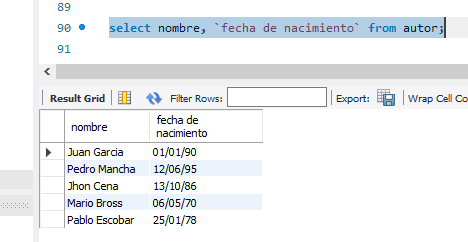 89
90 select nombre, `fecha de nacimiento` from autor;
91
Result Grid Filter Rows: Export: Wrap Cell Co
nombre fecha de
nacimiento
Juan Garcia 01/01/90
Pedro Mancha 12/06/95
Jhon Cena 13/10/86
Mario Bross 06/05/70
Pablo Escobar 25/01/78